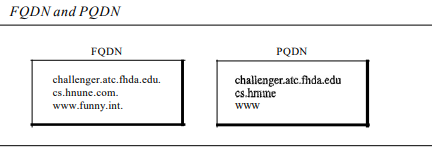 FQDN and PQDN
FQDN
challenger.atc.fhda.edu.
cs.hmme.com.
www.funny.int.
PQDN
challenger.atc.fhda.edu
cs.hmme
www